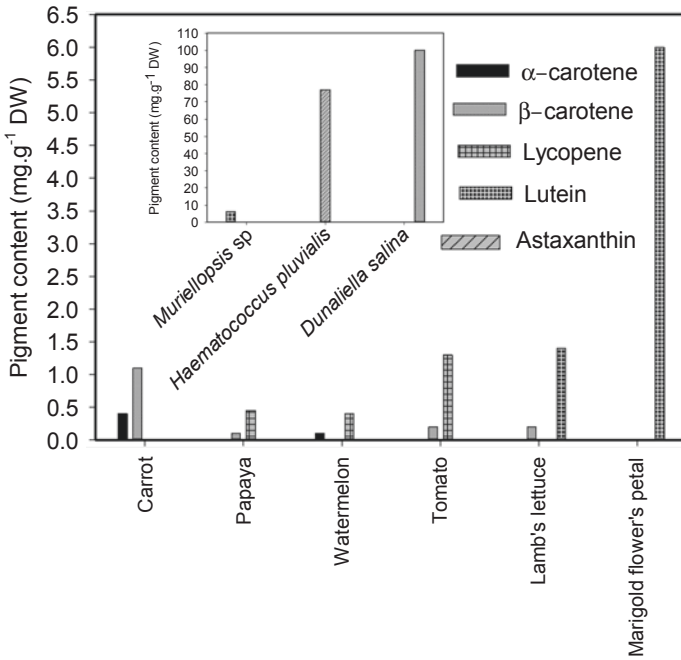 Pigment content (mg.g-1 DW)
6.5
6.0
5.5
5.0
4.5
4.0
3.5
3.0
2.5
2.0
1.5
1.0
0.5
0.0
Pigment content (mg.g-1 DW)
110
100
90
80
70
60
50
40
30
20
10
0
Muriellopsis sp
Haematococcus pluvialis
Dunaliella salina
α-carotene
β-carotene
Lycopene
Lutein
Astaxanthin
Carrot
Papaya
Watermelon
Tomato
Lamb's lettuce
Marigold flower's petal